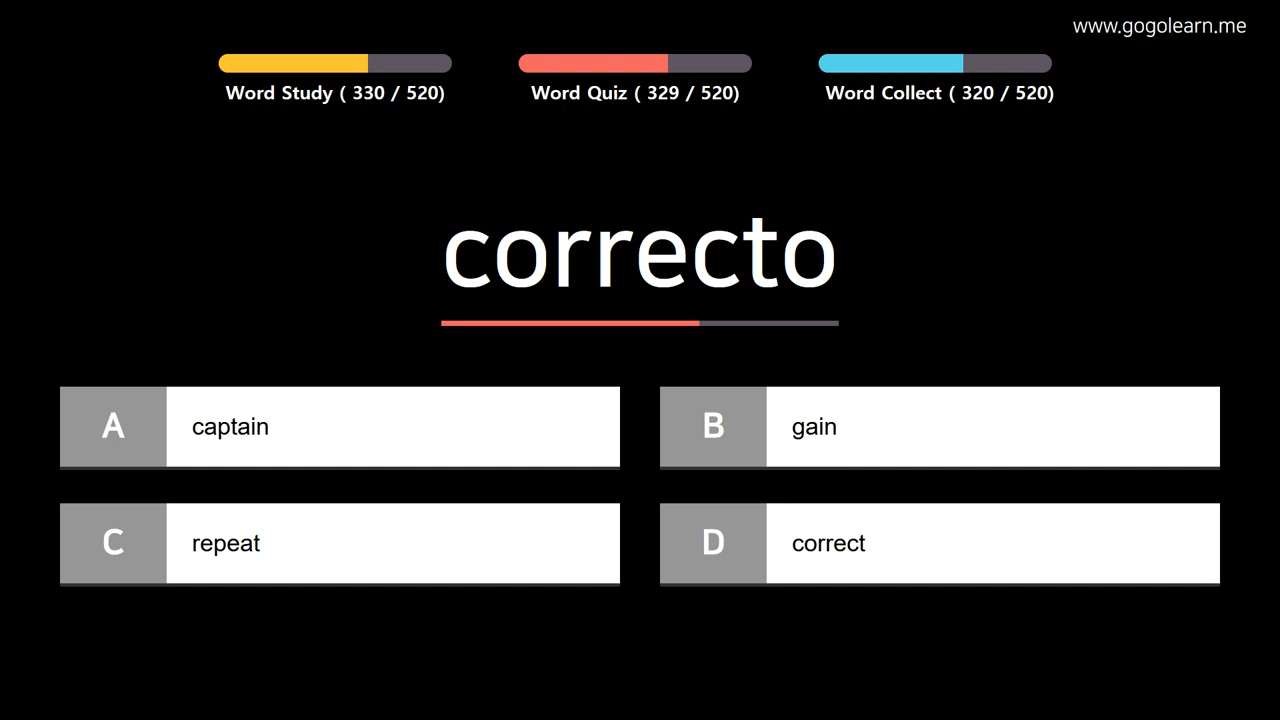 www.gogolearn.me
Word Study ( 330 / 520)
Word Quiz ( 329 / 520)
Word Collect ( 320 / 520)
correcto
A captain
B gain
C repeat
D correct